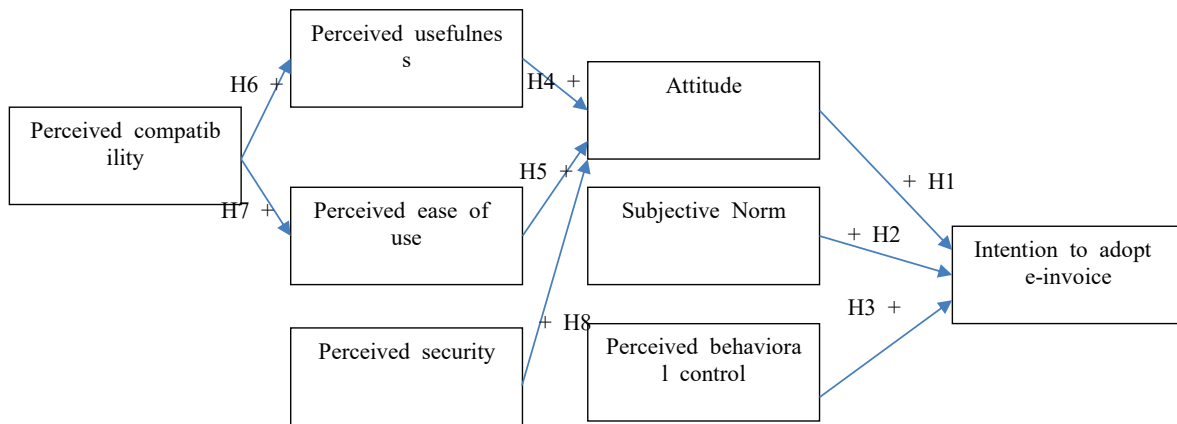 Perceived usefulnes
s
H6 +
H4 +
Attitude
Perceived compatib
ility
H5 +
+ H1
H7 +
Perceived ease of
use
Subjective Norm
+ H2
Intention to adopt
e-invoice
H3 +
+ H8
Perceived security
Perceived behaviora
l control